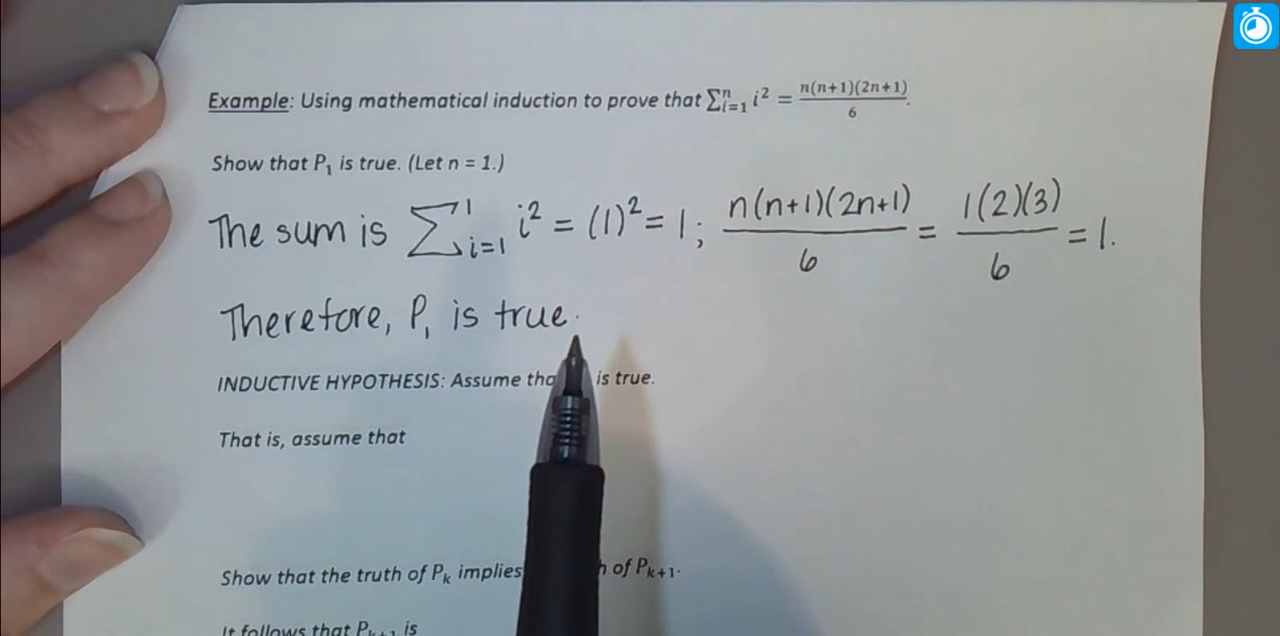 Example: Using mathematical induction to prove that ∑ⁿᵢ₌₁ i² = n(n+1)(2n+1)/6.
Show that P₁ is true. (Let n = 1.)
The sum is ∑¹ᵢ₌₁ i² = (1)² = 1; n(n+1)(2n+1)/6 = 1(2)(3)/6 = 1.
Therefore, P₁ is true.
INDUCTIVE HYPOTHESIS: Assume is true.
That is, assume that
Show that the truth of Pₖ implies of Pₖ₊₁.
It follows that Pₖ₊₁ is